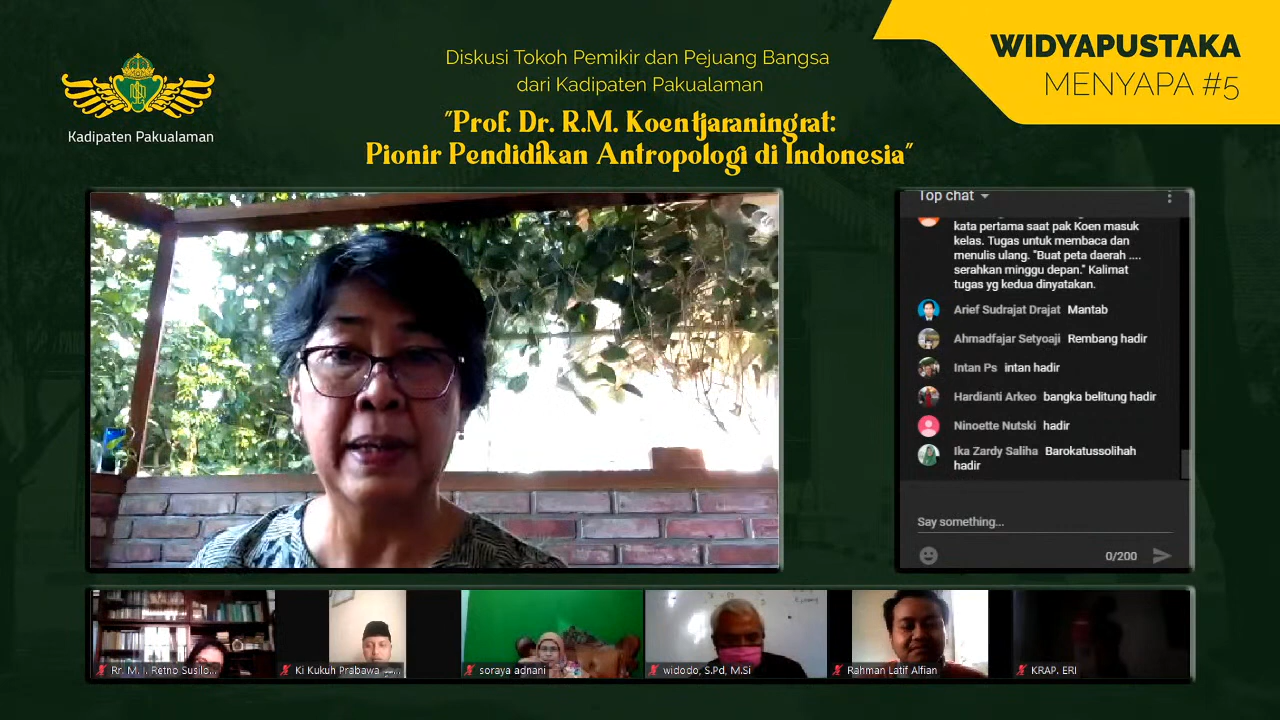 Diskusi Tokoh Pemikir dan Pejuang Bangsa
dari Kadipaten Pakualaman
"Prof. Dr. R.M. Koentjaraningrat:
Pionir Pendidikan Antropologi di Indonesia"
WIDYAPUSTAKA
MENYAPA #5
Kadipaten Pakualaman
Top chat
kata pertama saat pak Koen masuk
kelas. Tugas untuk membaca dan
menulis ulang. "Buat peta daerah ....
serahkan minggu depan." Kalimat
tugas yg kedua dinyatakan.
Arief Sudrajat Drajat Mantab
Ahmadfajar Setyoaji Rembang hadir
Intan Ps intan hadir
Hardianti Arkeo bangka belitung hadir
Ninoette Nutski hadir
Ika Zardy Saliha Barokatussolihah
hadir
Say something...
0/200
Rr. M. I. Retno Susilo...
Ki Kukuh Prabawa ...
soraya adnani
widodo, S.Pd, M.Si
Rahman Latif Alfian
KRAP. ERI